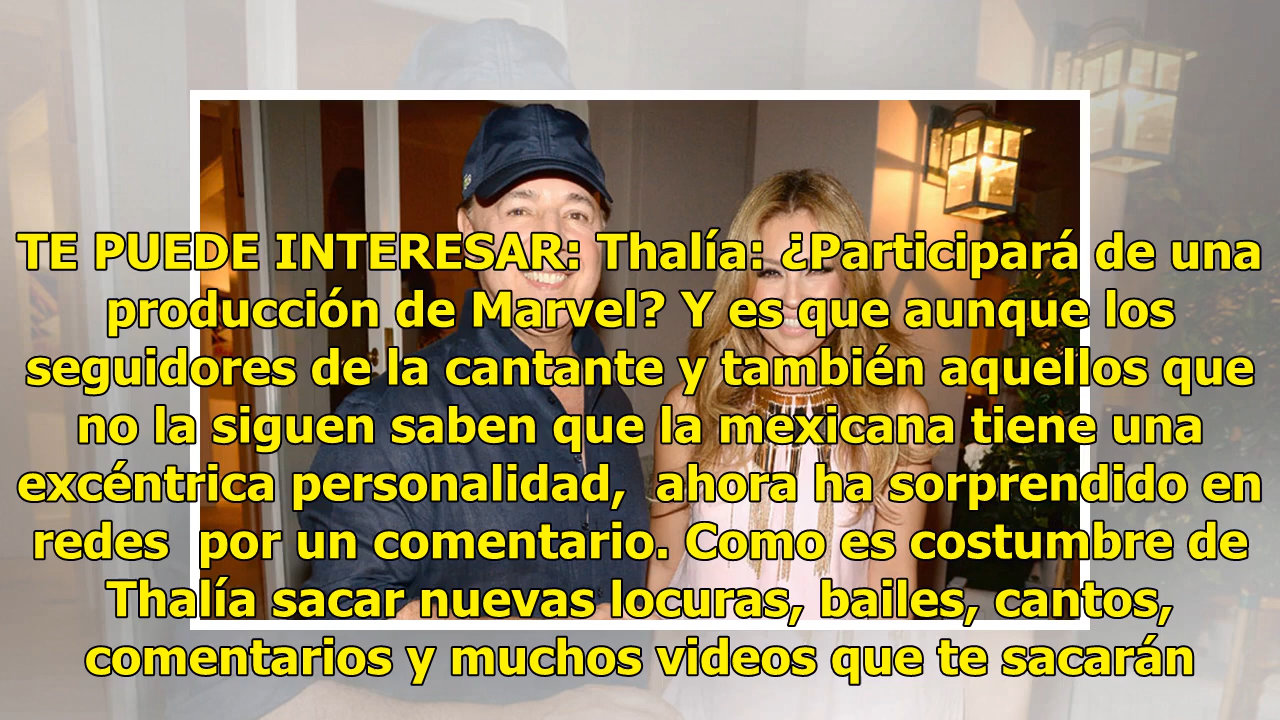 TE PUEDE INTERESAR: Thalía: ¿Participará de una
producción de Marvel? Y es que aunque los
seguidores de la cantante y también aquellos que
no la siguen saben que la mexicana tiene una
excéntrica personalidad,  ahora ha sorprendido en
redes  por un comentario. Como es costumbre de
Thalía sacar nuevas locuras, bailes, cantos,
comentarios y muchos videos que te sacarán